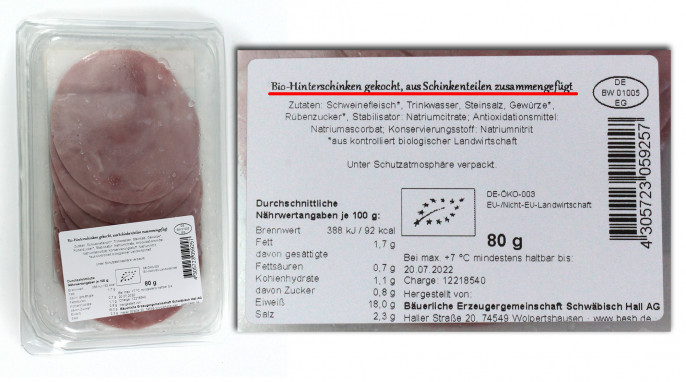 Bio-Hinterschinken gekocht, aus Schinkenteilen zusammengefügt
DE
BW 01005
EG
Zutaten: Schweinefleisch*, Trinkwasser, Steinsalz, Gewürze*,
Rübenzucker*, Stabilisator: Natriumcitrate; Antioxidationsmittel:
Natriumascorbat; Konservierungsstoff: Natriumnitrit
*aus kontrolliert biologischer Landwirtschaft
Unter Schutzatmosphäre verpackt.
4 305723 059257
Durchschnittliche
Nährwertangaben je 100 g:
Brennwert 388 kJ / 92 kcal
Fett 1,7 g
davon gesättigte
Fettsäuren 0,7 g
Kohlenhydrate 1,1 g
davon Zucker 0,8 g
Eiweiß 18,0 g
Salz 2,3 g
DE-ÖKO-003
EU-/Nicht-EU-Landwirtschaft
80 g
Bei max. +7 °C mindestens haltbar bis:
20.07.2022
Charge: 12218540
Hergestellt von:
Bäuerliche Erzeugergemeinschaft Schwäbisch Hall AG
Haller Straße 20, 74549 Wolpertshausen · www.besh.de